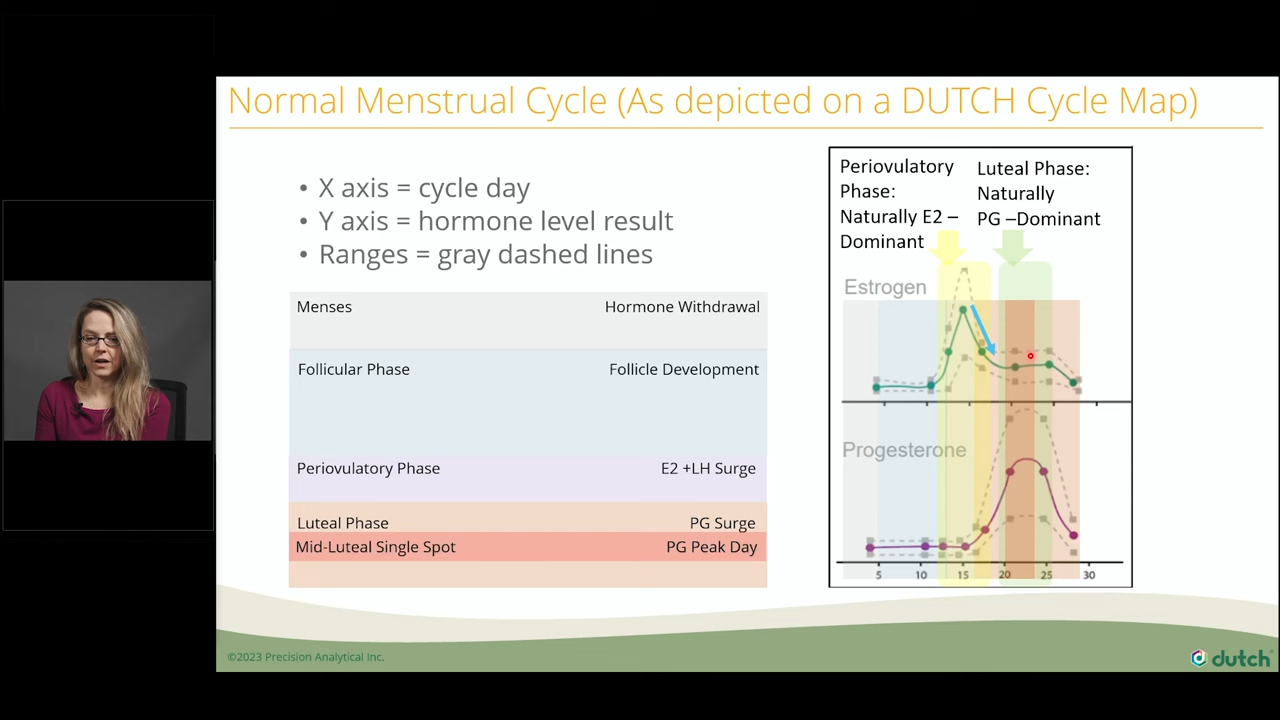 Normal Menstrual Cycle (As depicted on a DUTCH Cycle Map)
• X axis = cycle day
• Y axis = hormone level result
• Ranges = gray dashed lines
Menses Hormone Withdrawal
Follicular Phase Follicle Development
Periovulatory Phase E2 +LH Surge
Luteal Phase PG Surge
Mid-Luteal Single Spot PG Peak Day
Periovulatory
Phase:
Naturally E2 –
Dominant
Luteal Phase:
Naturally
PG –Dominant
Estrogen
Progesterone
5 10 15 20 25 30
©2023 Precision Analytical Inc.
dutch